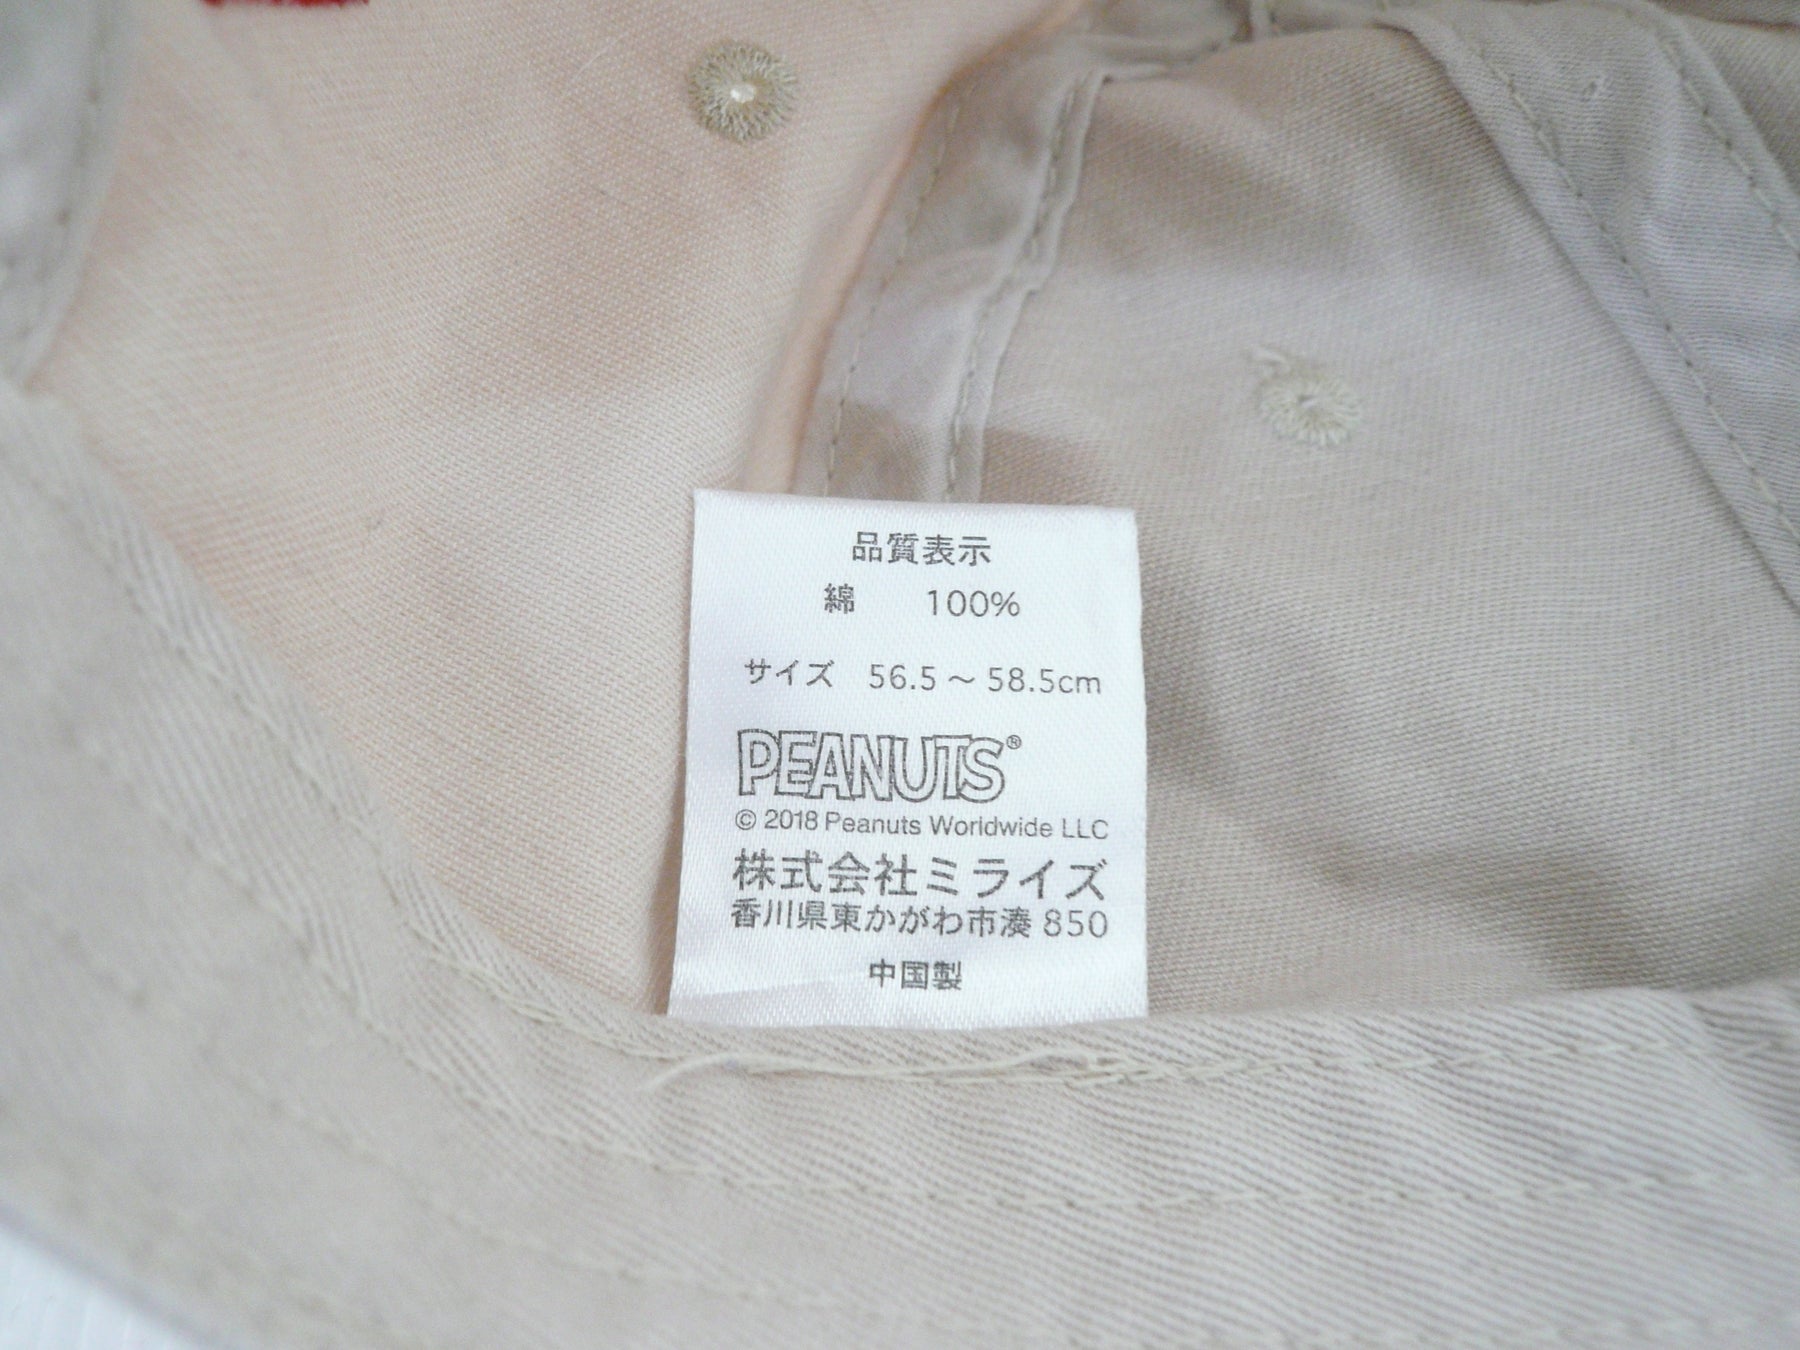 品質表示
綿 100%
サイズ 56.5～58.5cm
PEANUTS®
© 2018 Peanuts Worldwide LLC
株式会社ミライズ
香川県東かがわ市湊 850
中国製